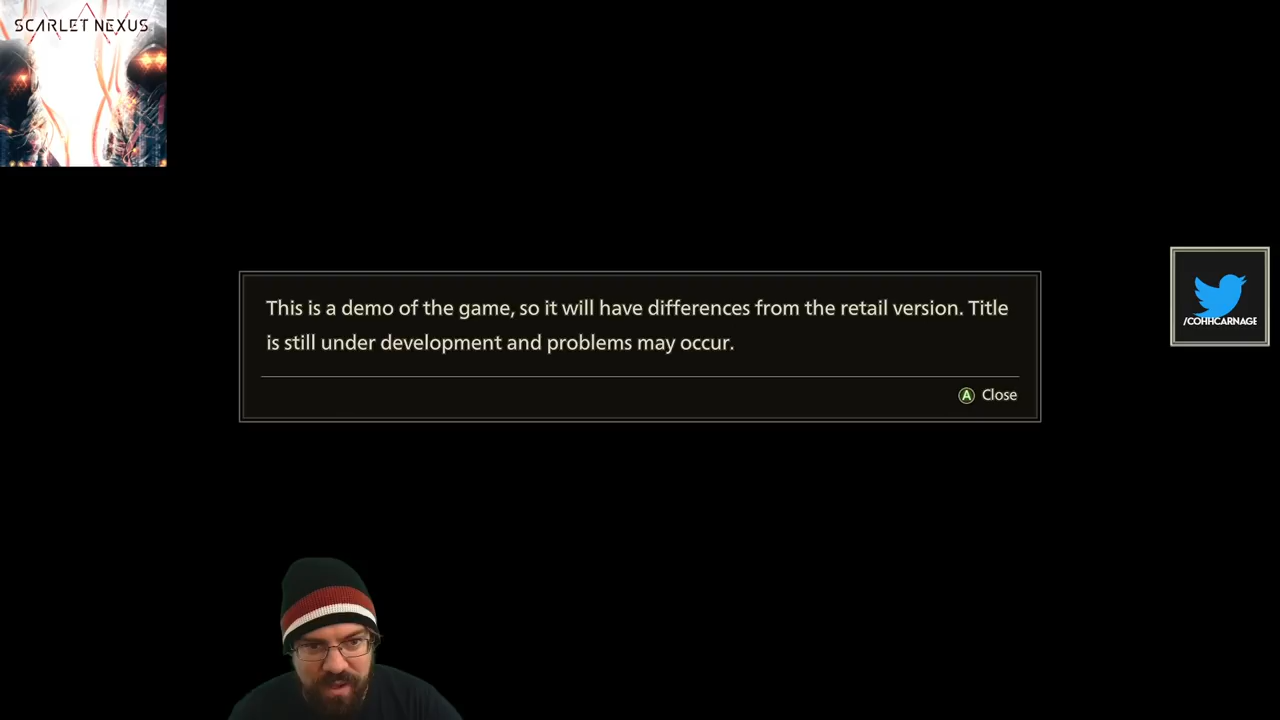 SCARLET NEXUS
This is a demo of the game, so it will have differences from the retail version. Title
is still under development and problems may occur.
A Close
/COHHCARNAGE